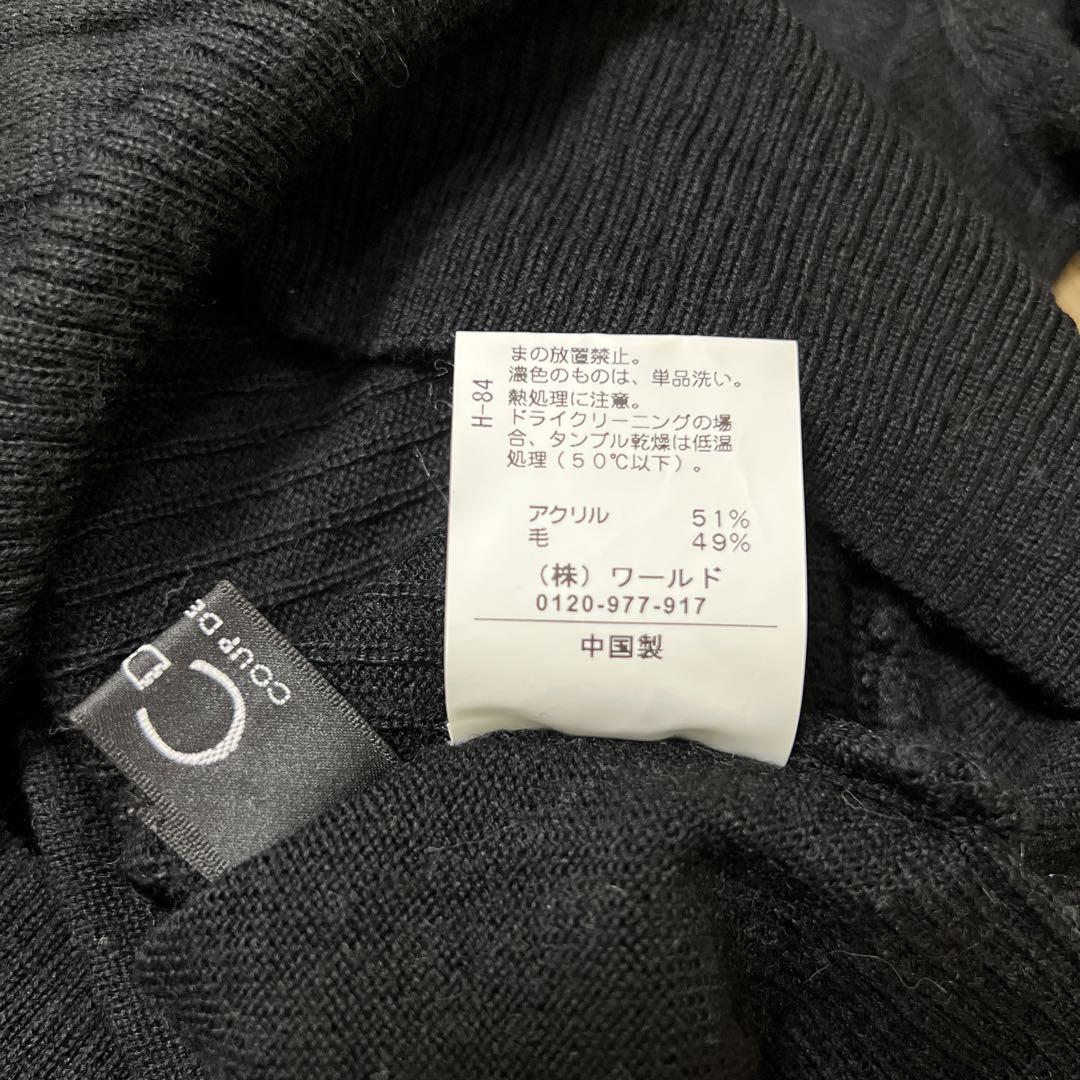 まの放置禁止。
濃色のものは、単品洗い。
熱処理に注意。
ドライクリーニングの場
合、タンブル乾燥は低温
処理(50℃以下)。
H-84
アクリル 51%
毛 49%
(株)ワールド
0120-977-917
中国製
COUP DE